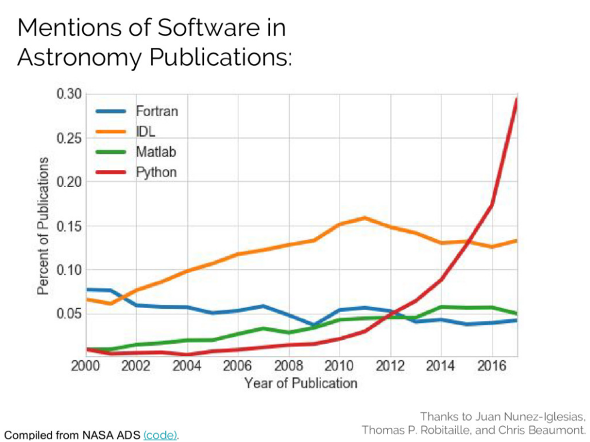 Mentions of Software in
Astronomy Publications:
0.30
0.25
0.20
0.15
0.10
0.05
Percent of Publications
Fortran
IDL
Matlab
Python
2000 2002 2004 2006 2008 2010 2012 2014 2016
Year of Publication
Thanks to Juan Nunez-Iglesias,
Thomas P. Robitaille, and Chris Beaumont.
Compiled from NASA ADS (code).